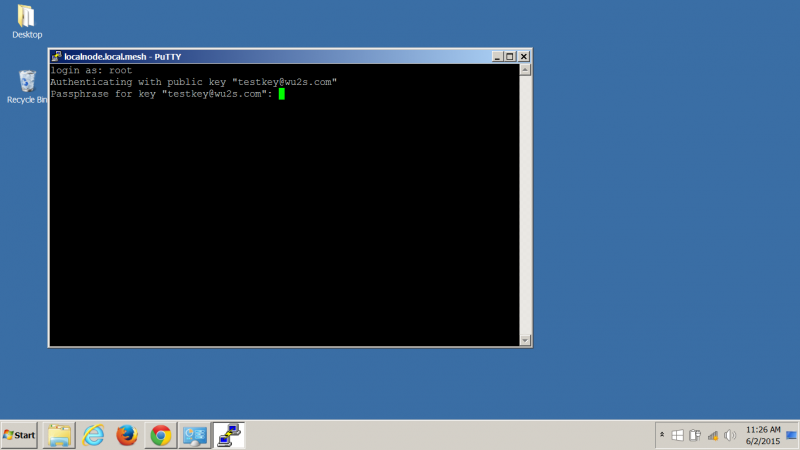 Desktop
Recycle Bin
localnode.local.mesh - PuTTY
login as: root
Authenticating with public key "testkey@wu2s.com"
Passphrase for key "testkey@wu2s.com":
Start
11:26 AM
6/2/2015